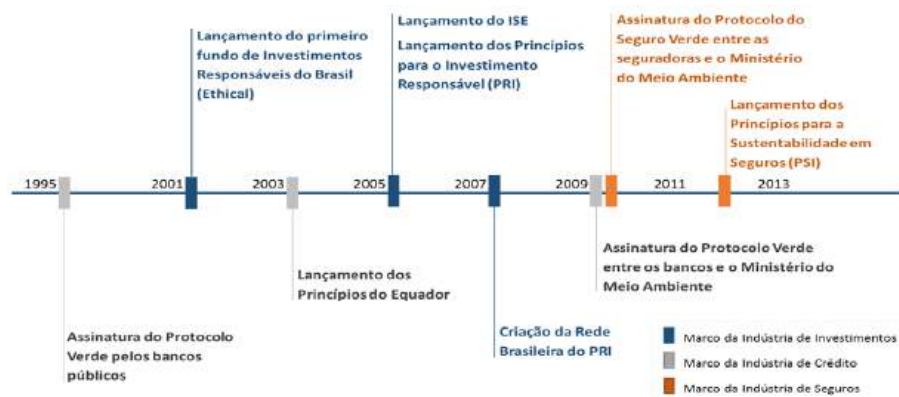 Lançamento do primeiro
fundo de Investimentos
Responsáveis do Brasil
(Ethical)
Lançamento do ISE
Lançamento dos Princípios
para o Investimento
Responsável (PRI)
Assinatura do Protocolo do
Seguro Verde entre as
seguradoras e o Ministério
do Meio Ambiente
Lançamento dos
Princípios para a
Sustentabilidade em
Seguros (PSI)
1995 2001 2003 2005 2007 2009 2011 2013
Assinatura do Protocolo
Verde pelos bancos
públicos
Lançamento dos
Princípios do Equador
Criação da Rede
Brasileira do PRI
Assinatura do Protocolo Verde
entre os bancos e o Ministério do
Meio Ambiente
Marco da Indústria de Investimentos
Marco da Indústria de Crédito
Marco da Indústria de Seguros